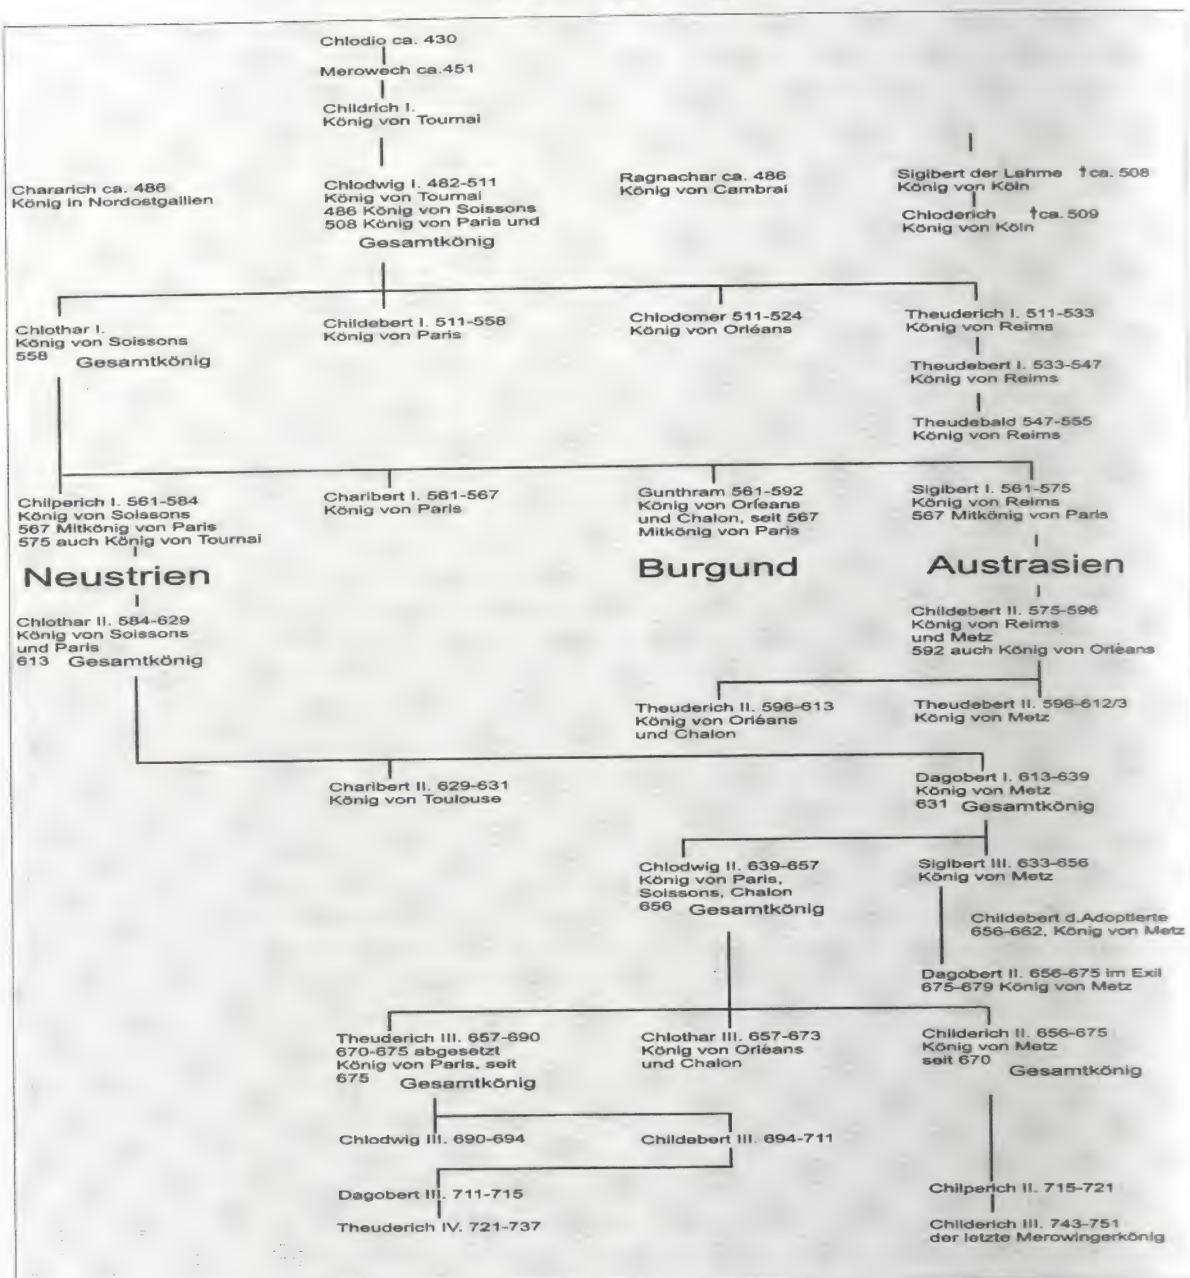 Chlodio ca. 430
Merowech ca.451
Childrich I.
König von Tournai
Chararich ca. 486
König in Nordostgallien
Chlodwig I. 482-511
König von Tournai
486 König von Soissons
508 König von Paris und
Gesamtkönig
Ragnachar ca. 486
König von Cambrai
Sigibert der Lahme †ca. 508
König von Köln
Chloderich †ca. 509
König von Köln
Chlothar I.
König von Soissons
558 Gesamtkönig
Childebert I. 511-558
König von Paris
Chlodomer 511-524
König von Orléans
Theuderich I. 511-533
König von Reims
Theudebert I. 533-547
König von Reims
Theudebald 547-555
König von Reims
Chilperich I. 561-584
König von Soissons
567 Mitkönig von Paris
575 auch König von Tournai
Charibert I. 561-567
König von Paris
Gunthram 561-592
König von Orléans
und Chalon, seit 567
Mitkönig von Paris
Sigibert I. 561-575
König von Reims
567 Mitkönig von Paris
Neustrien
Burgund
Austrasien
Chlothar II. 584-629
König von Soissons
und Paris
613 Gesamtkönig
Childebert II. 575-596
König von Reims
und Metz
592 auch König von Orléans
Theuderich II. 596-613
König von Orléans
und Chalon
Theudebert II. 596-612/3
König von Metz
Charibert II. 629-631
König von Toulouse
Dagobert I. 613-639
König von Metz
631 Gesamtkönig
Chlodwig II. 639-657
König von Paris,
Soissons, Chalon
656 Gesamtkönig
Sigibert III. 633-656
König von Metz
Childebert d.Adoptierte
656-662, König von Metz
Dagobert II. 656-675 im Exil
675-679 König von Metz
Theuderich III. 657-690
670-675 abgesetzt
König von Paris, seit
675 Gesamtkönig
Chlothar III. 657-673
König von Orléans
und Chalon
Childerich II. 656-675
König von Metz
seit 670
Gesamtkönig
Chlodwig III. 690-694
Childebert III. 694-711
Dagobert III. 711-715
Theuderich IV. 721-737
Chilperich II. 715-721
Childerich III. 743-751
der letzte Merowingerkönig